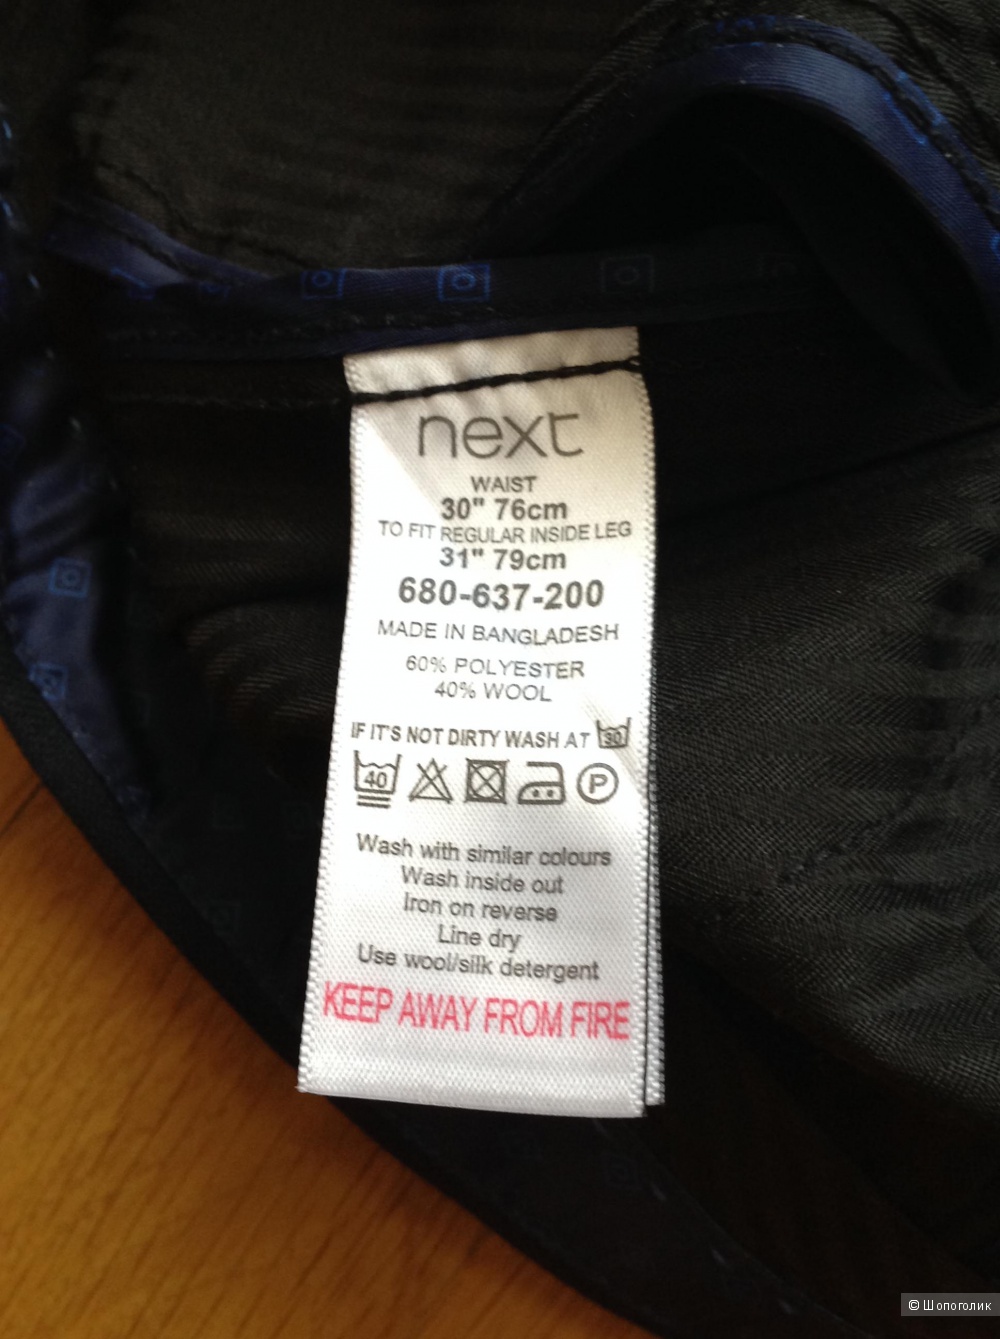 next
WAIST
30" 76cm
TO FIT REGULAR INSIDE LEG
31" 79cm
680-637-200
MADE IN BANGLADESH
60% POLYESTER
40% WOOL
IF IT'S NOT DIRTY WASH AT 30
40 P
Wash with similar colours
Wash inside out
Iron on reverse
Line dry
Use wool/silk detergent
KEEP AWAY FROM FIRE
© Шопоголик